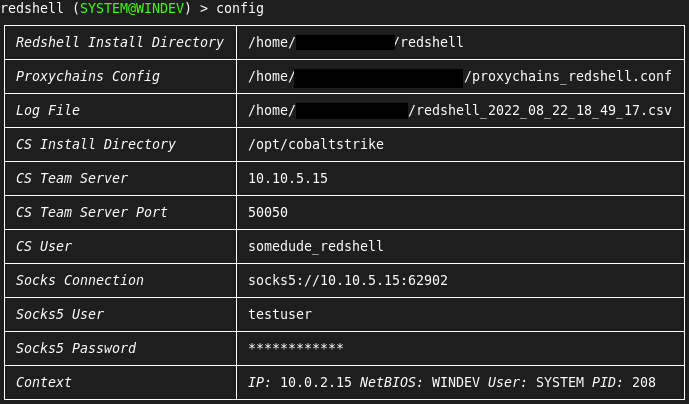 redshell (SYSTEM@WINDEV) > config
Redshell Install Directory /home/ /redshell
Proxychains Config /home/ /proxychains_redshell.conf
Log File /home/ /redshell_2022_08_22_18_49_17.csv
CS Install Directory /opt/cobaltstrike
CS Team Server 10.10.5.15
CS Team Server Port 50050
CS User somedude_redshell
Socks Connection socks5://10.10.5.15:62902
Socks5 User testuser
Socks5 Password ************
Context IP: 10.0.2.15 NetBIOS: WINDEV User: SYSTEM PID: 208